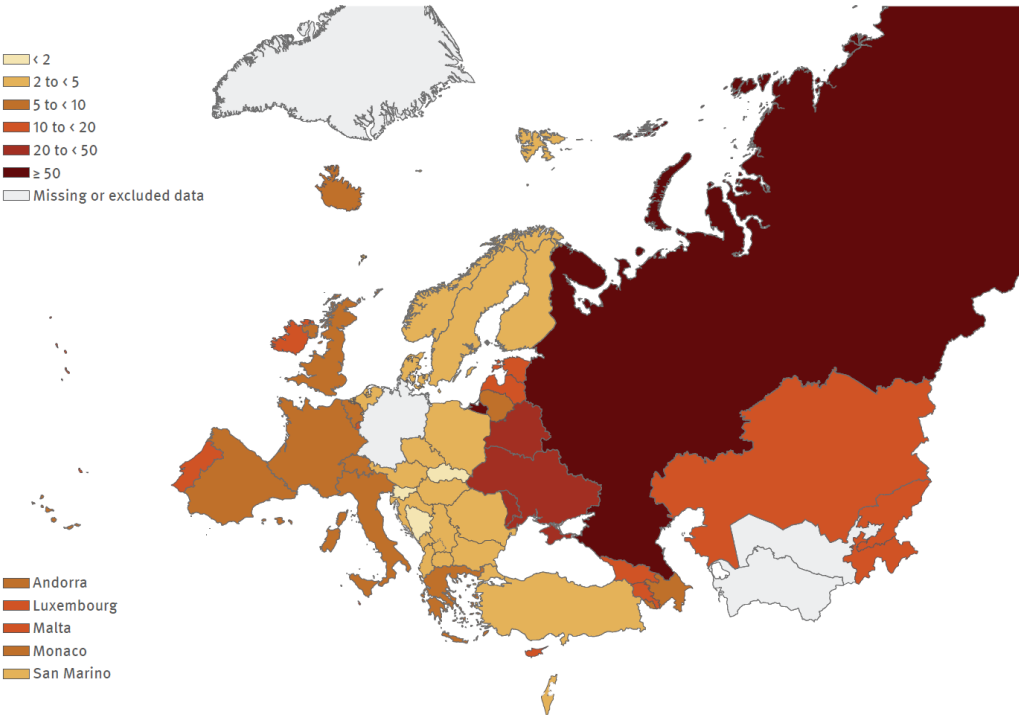 < 2
2 to < 5
5 to < 10
10 to < 20
20 to < 50
≥ 50
Missing or excluded data
Andorra
Luxembourg
Malta
Monaco
San Marino